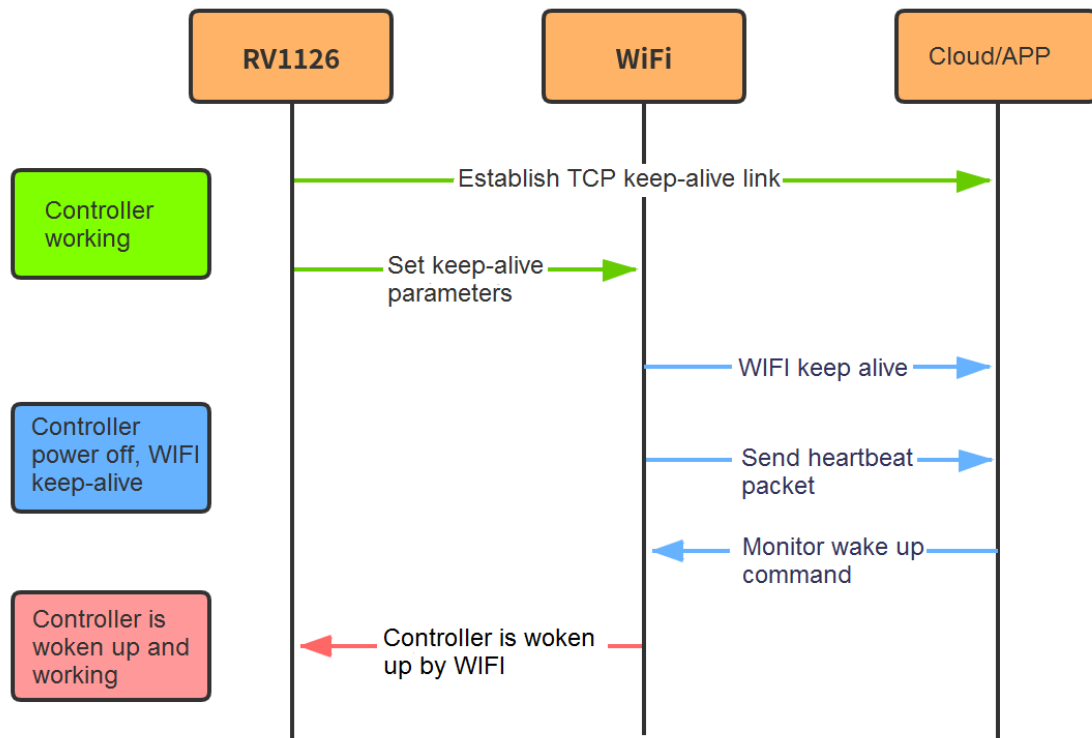 RV1126
WiFi
Cloud/APP
Establish TCP keep-alive link
Controller
working
Set keep-alive
parameters
WIFI keep alive
Controller
power off, WIFI
keep-alive
Send heartbeat
packet
Monitor wake up
command
Controller is
woken up and
working
Controller is woken
up by WIFI